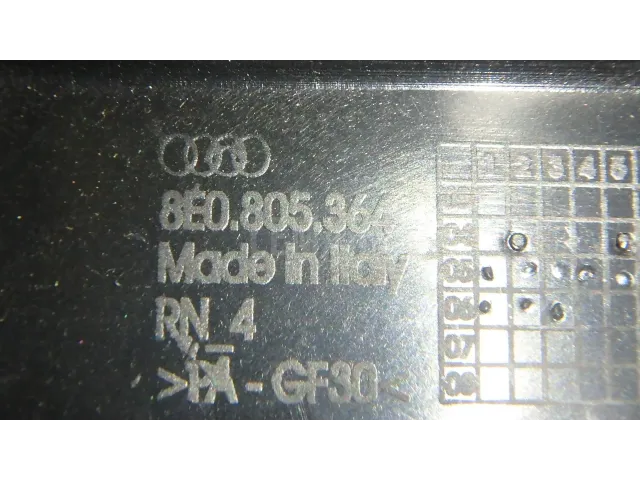 8E0.805.364
Made in Italy
RN_4
>PA-GF30<
1 2 3 4 5